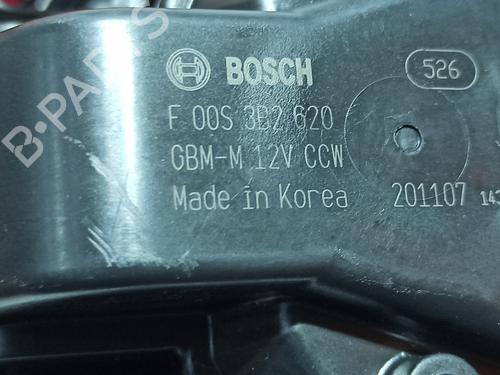 BOSCH
526
F 00S 3B2 620
GBM-M 12V CCW
Made in Korea
201107
B-PARTS